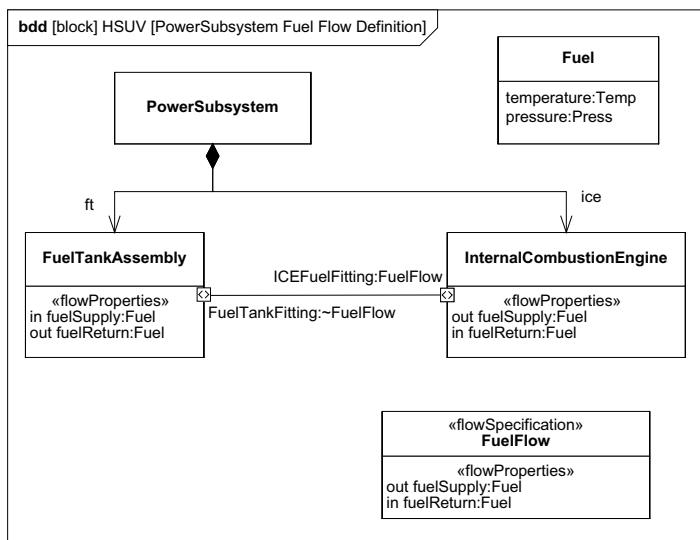 bdd [block] HSUV [PowerSubsystem Fuel Flow Definition]
PowerSubsystem
Fuel
temperature:Temp
pressure:Press
ft
ice
FuelTankAssembly
«flowProperties»
in fuelSupply:Fuel
out fuelReturn:Fuel
ICEFuelFitting:FuelFlow
FuelTankFitting:~FuelFlow
InternalCombustionEngine
«flowProperties»
out fuelSupply:Fuel
in fuelReturn:Fuel
«flowSpecification»
FuelFlow
«flowProperties»
out fuelSupply:Fuel
in fuelReturn:Fuel